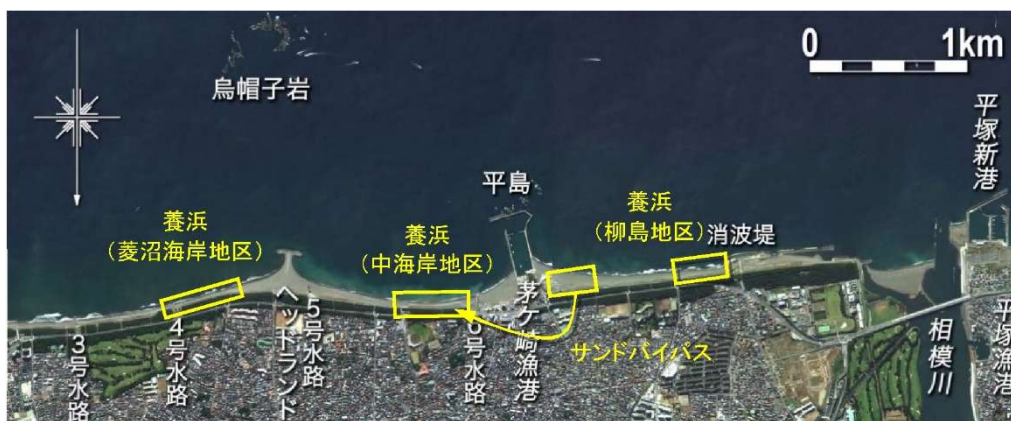 0 1km
烏帽子岩
平塚新港
平島
養浜
(菱沼海岸地区)
養浜
(中海岸地区)
養浜
(柳島地区)
消波堤
3号水路
4号水路
ヘッドランド
5号水路
6号水路
茅ヶ崎漁港
サンドバイパス
相模川
平塚漁港